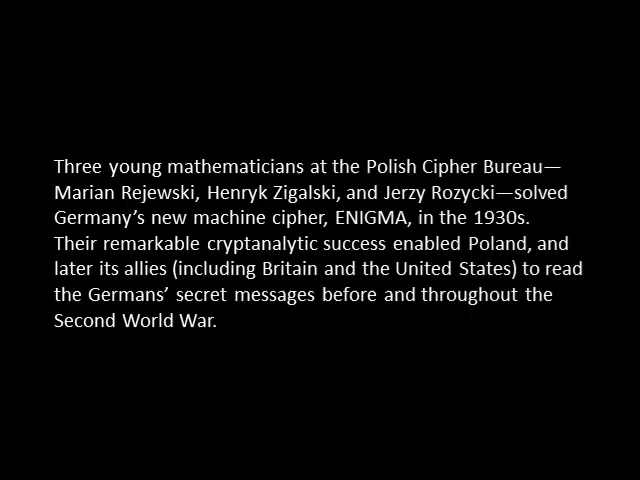 Three young mathematicians at the Polish Cipher Bureau—
Marian Rejewski, Henryk Zigalski, and Jerzy Rozycki—solved
Germany’s new machine cipher, ENIGMA, in the 1930s.
Their remarkable cryptanalytic success enabled Poland, and
later its allies (including Britain and the United States) to read
the Germans’ secret messages before and throughout the
Second World War.